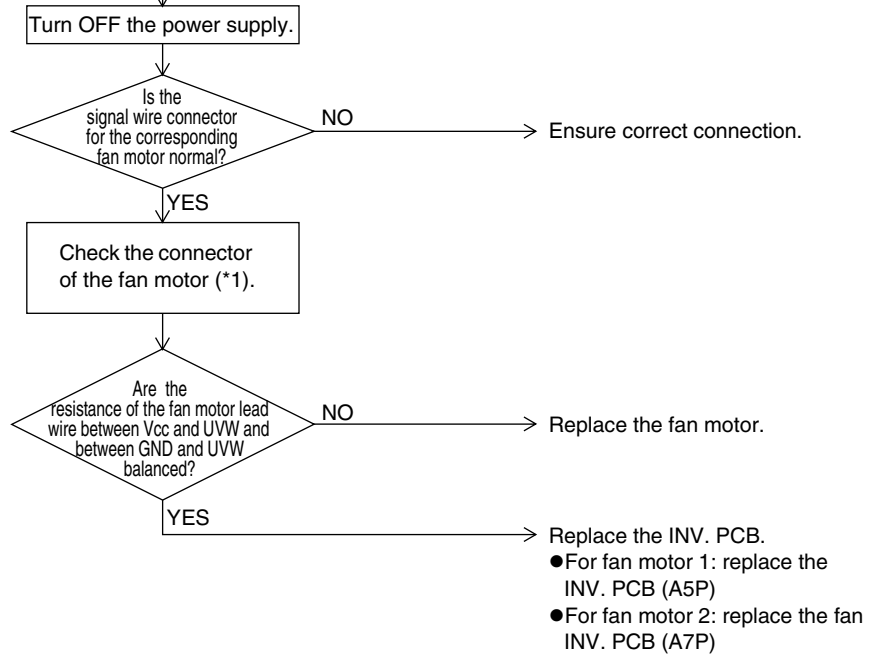 Turn OFF the power supply.
Is the
signal wire connector
for the corresponding
fan motor normal?
NO
Ensure correct connection.
YES
Check the connector
of the fan motor (*1).
Are the
resistance of the fan motor lead
wire between Vcc and UVW and
between GND and UVW
balanced?
NO
Replace the fan motor.
YES
Replace the INV. PCB.
●For fan motor 1: replace the
INV. PCB (A5P)
●For fan motor 2: replace the fan
INV. PCB (A7P)